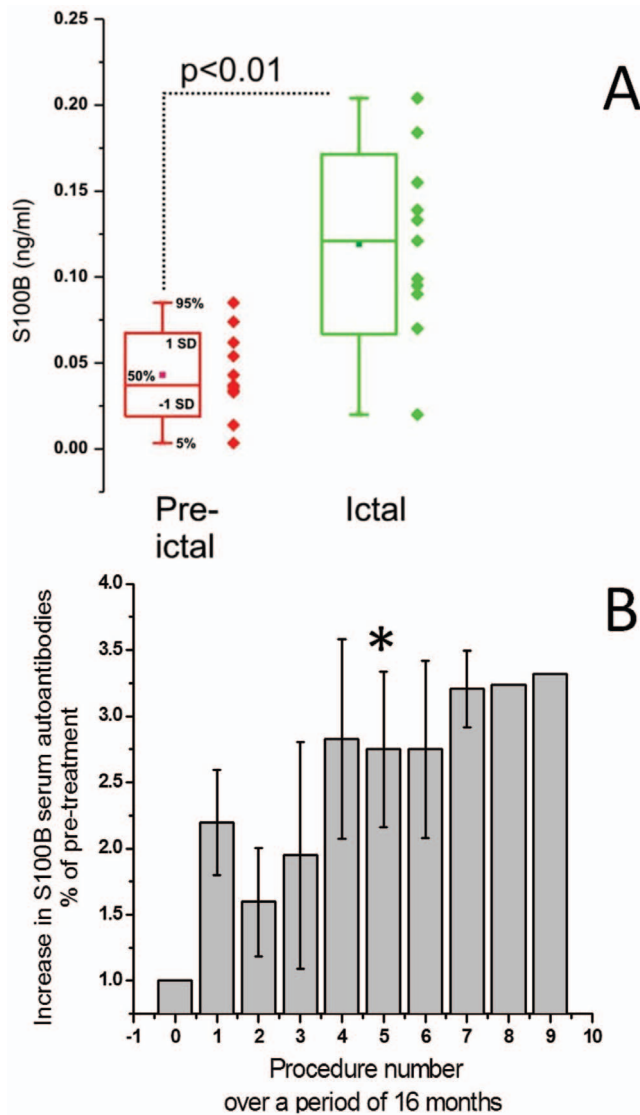 0.25
p<0.01
A
0.20
0.15
0.10
0.05
0.00
S100B (ng/ml)
95%
1 SD
50%
-1 SD
5%
Pre-
ictal
Ictal
B
4.0
3.5
3.0
2.5
2.0
1.5
1.0
*
Increase in S100B serum autoantibodies
% of pre-treatment
-1 0 1 2 3 4 5 6 7 8 9 10
Procedure number
over a period of 16 months